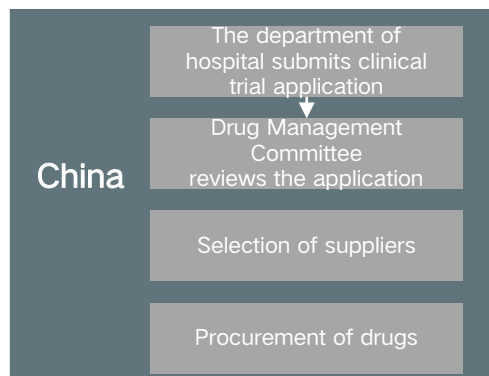 The department of
hospital submits clinical
trial application
Drug Management
Committee
reviews the application
China
Selection of suppliers
Procurement of drugs